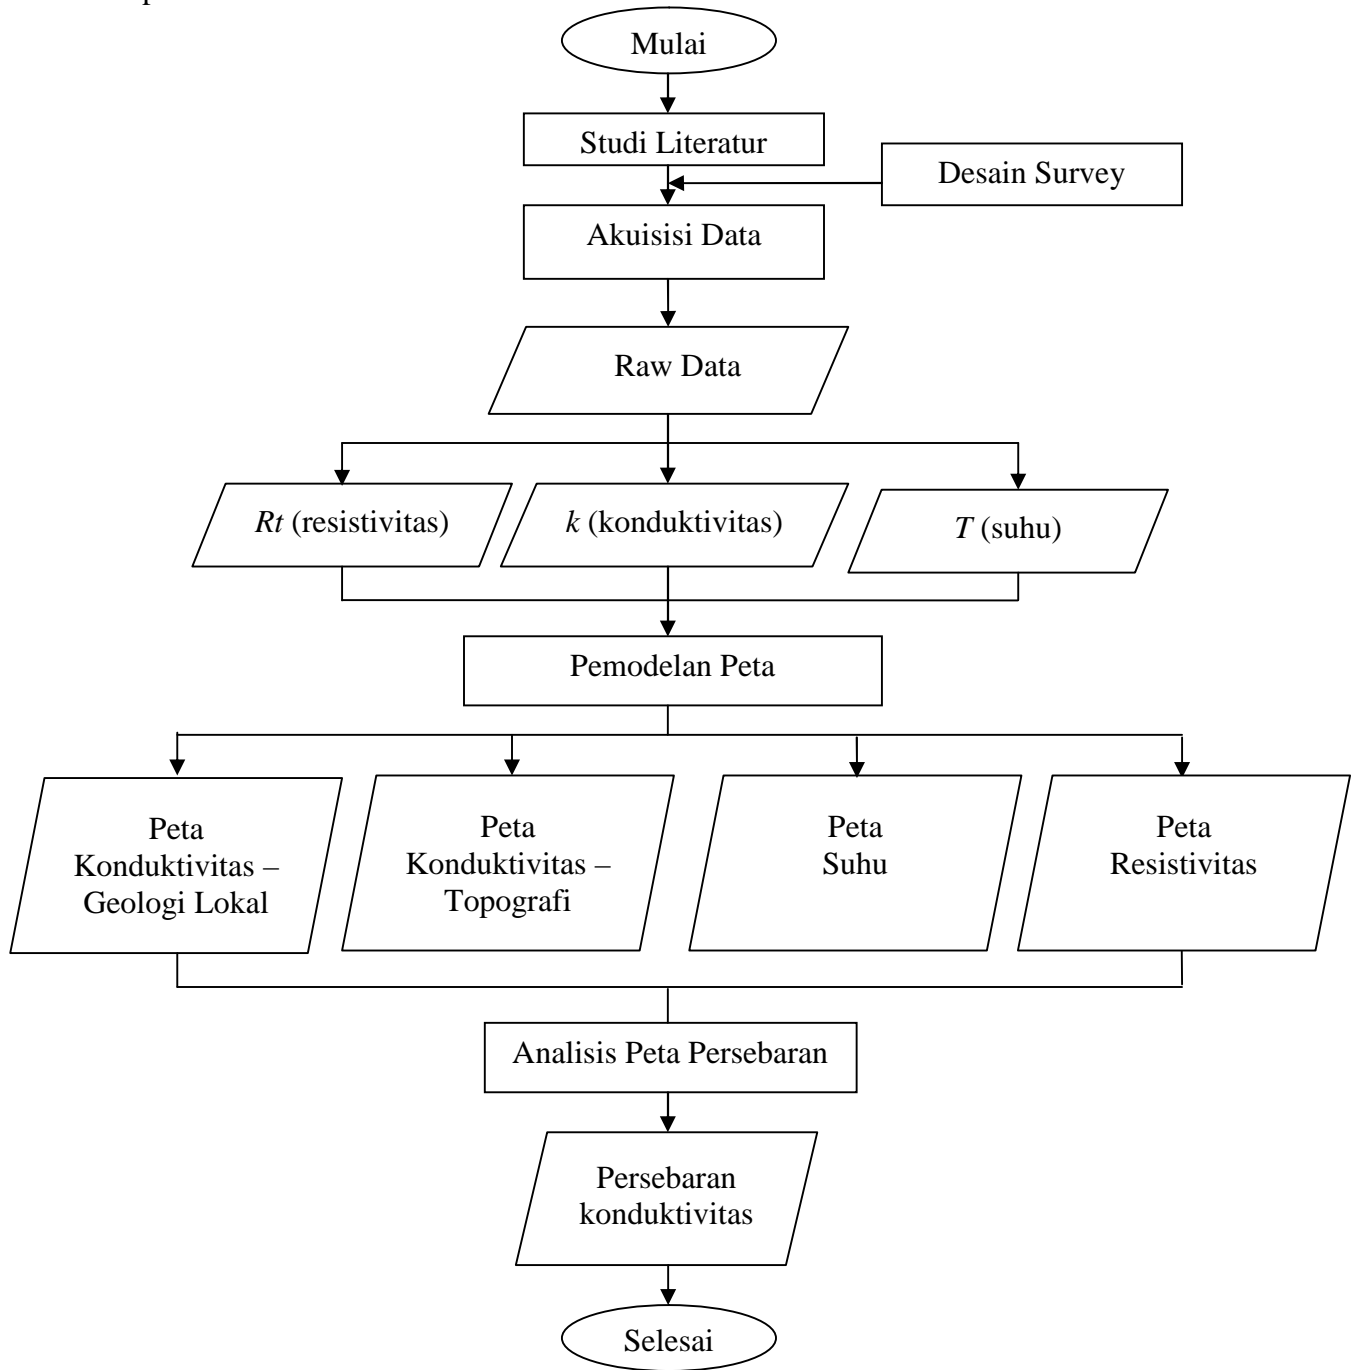 Mulai
Studi Literatur
Desain Survey
Akuisisi Data
Raw Data
Rt (resistivitas)
k (konduktivitas)
T (suhu)
Pemodelan Peta
Peta
Konduktivitas –
Geologi Lokal
Peta
Konduktivitas –
Topografi
Peta
Suhu
Peta
Resistivitas
Analisis Peta Persebaran
Persebaran
konduktivitas
Selesai